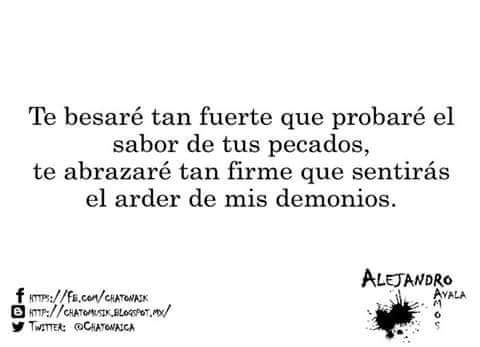 Te besaré tan fuerte que probaré el
sabor de tus pecados,
te abrazaré tan firme que sentirás
el arder de mis demonios.
HTTPS://FB.COM/CHATONAIK
HTTP://CHATOMUSIK.BLOGSPOT.MX/
TWITTER: @CHATONAICA
ALEJANDRO
AYALA
AMOS